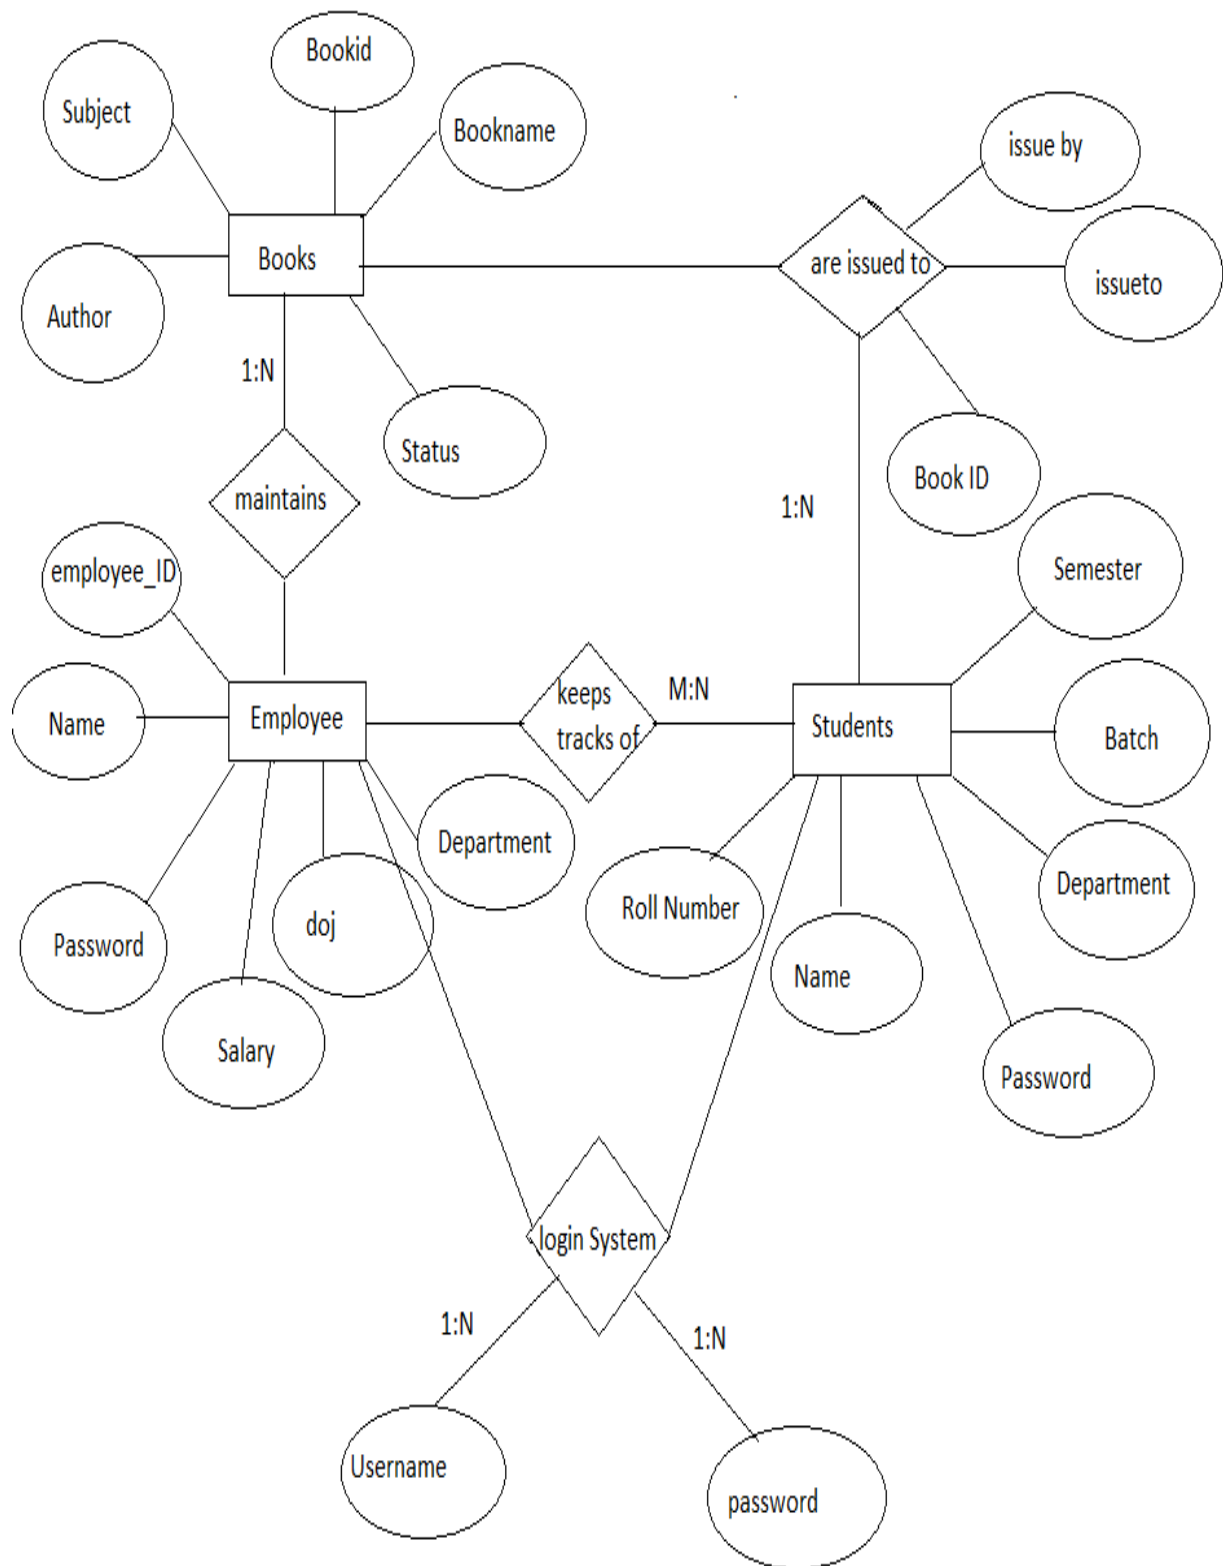 Bookid
Subject
Bookname
issue by
Books
are issued to
issueto
Author
1:N
Status
Book ID
maintains
1:N
employee_ID
Semester
keeps
tracks of
M:N
Name
Employee
Students
Batch
Department
Department
Roll Number
doj
Password
Name
Salary
Password
login System
1:N
1:N
Username
password